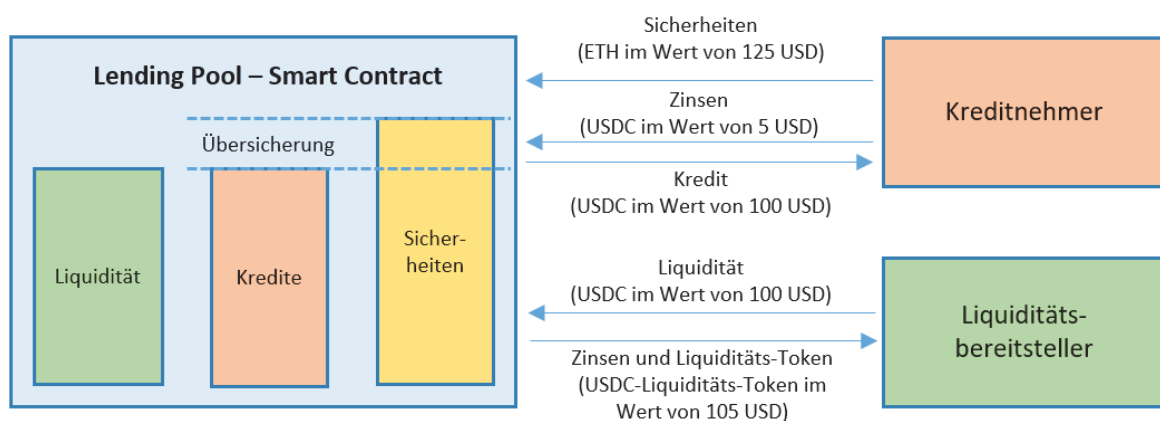 Lending Pool – Smart Contract
Übersicherung
Liquidität
Kredite
Sicher-
heiten
Sicherheiten
(ETH im Wert von 125 USD)
Zinsen
(USDC im Wert von 5 USD)
Kredit
(USDC im Wert von 100 USD)
Kreditnehmer
Liquidität
(USDC im Wert von 100 USD)
Zinsen und Liquiditäts-Token
(USDC-Liquiditäts-Token im
Wert von 105 USD)
Liquiditäts-
bereitsteller